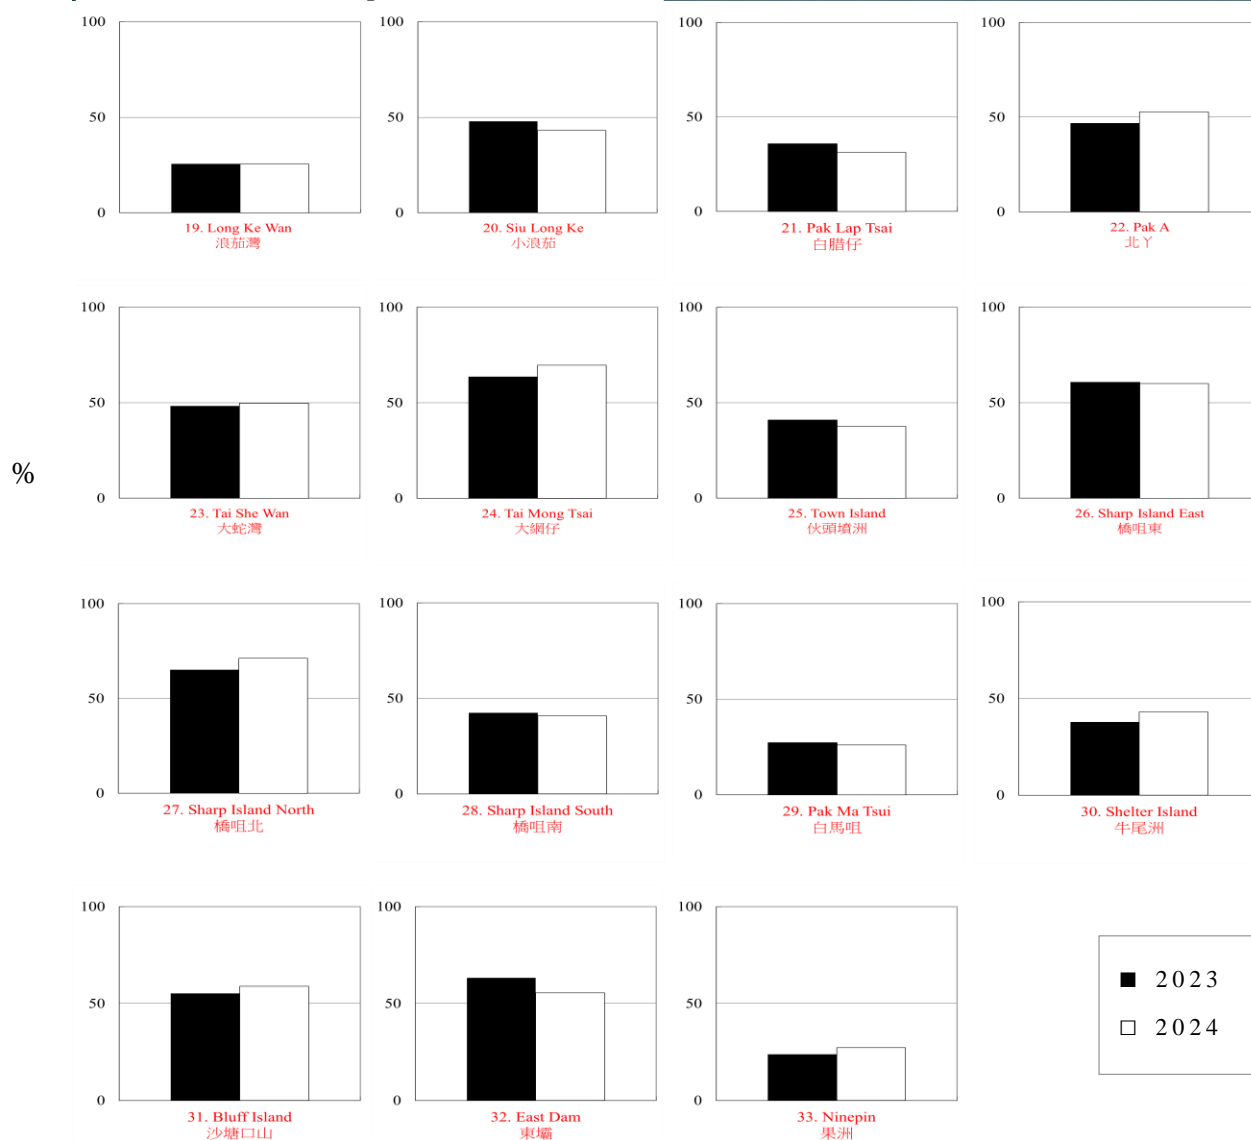 100
50
0
19. Long Ke Wan
浪茄灣
100
50
0
20. Siu Long Ke
小浪茄
100
50
0
21. Pak Lap Tsai
白腊仔
100
50
0
22. Pak A
北丫
%
100
50
0
23. Tai She Wan
大蛇灣
100
50
0
24. Tai Mong Tsai
大網仔
100
50
0
25. Town Island
伙頭墳洲
100
50
0
26. Sharp Island East
橋咀東
100
50
0
27. Sharp Island North
橋咀北
100
50
0
28. Sharp Island South
橋咀南
100
50
0
29. Pak Ma Tsui
白馬咀
100
50
0
30. Shelter Island
牛尾洲
100
50
0
31. Bluff Island
沙塘口山
100
50
0
32. East Dam
東壩
100
50
0
33. Ninepin
果洲
2023
2024